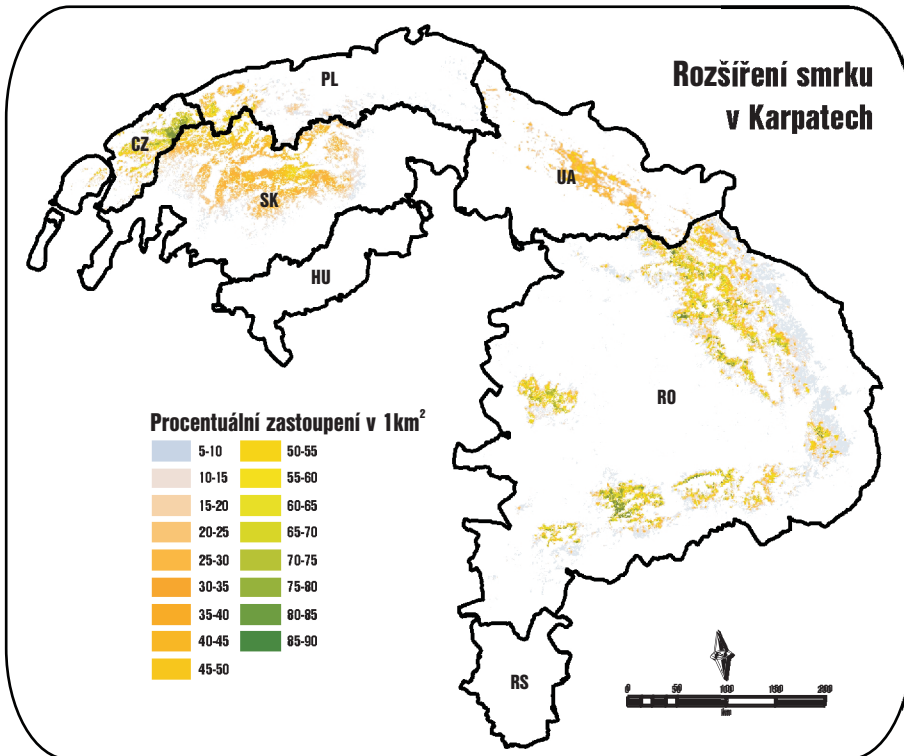 Rozšíření smrku
v Karpatech
PL
CZ
SK
UA
HU
RO
RS
Procentuální zastoupení v 1km²
5-10
10-15
15-20
20-25
25-30
30-35
35-40
40-45
45-50
50-55
55-60
60-65
65-70
70-75
75-80
80-85
85-90
0 50 100 150 200
km